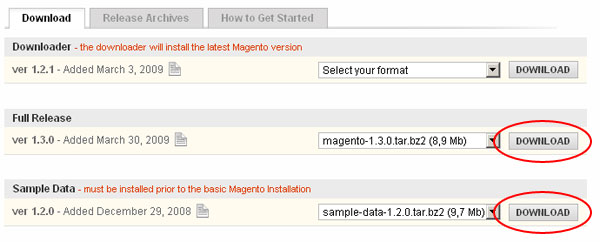 Download Release Archives How to Get Started
Downloader - the downloader will install the latest Magento version
ver 1.2.1 - Added March 3, 2009 Select your format DOWNLOAD
Full Release
ver 1.3.0 - Added March 30, 2009 magento-1.3.0.tar.bz2 (8,9 Mb) DOWNLOAD
Sample Data - must be installed prior to the basic Magento Installation
ver 1.2.0 - Added December 29, 2008 sample-data-1.2.0.tar.bz2 (9,7 Mb) DOWNLOAD